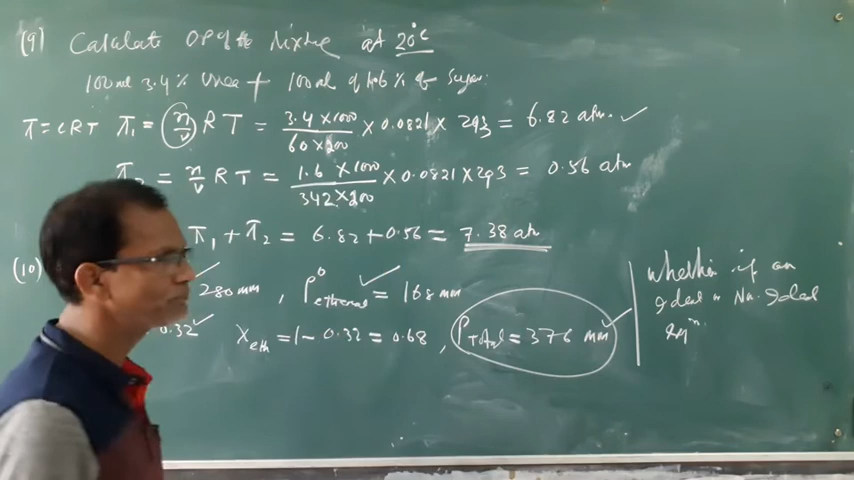 (9) Calculate OP of the Mixture at 20°C
100ml 3.4% Urea + 100ml of 1.6% of sugar.
π = CRT π₁ = (n/v) RT = 3.4 × 1000 / 60 × 200 × 0.0821 × 293 = 6.82 atm. ✓
π₂ = n/v RT = 1.6 × 1000 / 342 × 200 × 0.0821 × 293 = 0.56 atm
π₁ + π₂ = 6.82 + 0.56 = 7.38 atm
(10) 280 mm, P⁰ ethanol = 168 mm
0.32 ✓ X eth = 1 - 0.32 = 0.68, P Total = 376 mm
Whether if an
Ideal or Non. Ideal
solⁿ.